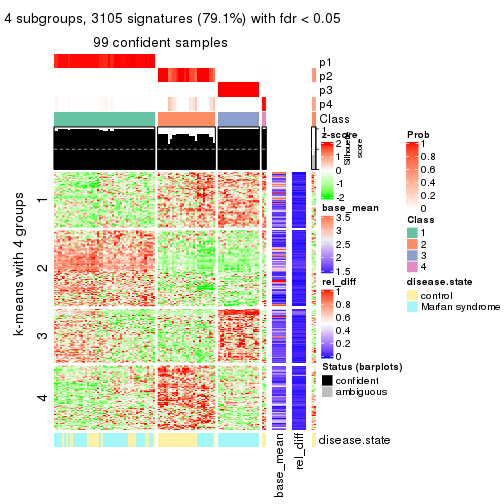 4 subgroups, 3105 signatures (79.1%) with fdr < 0.05
99 confident samples
p1
p2
p3
p4
Class
1
Silhouette
score
k-means with 4 groups
1
2
3
4
disease.state
base_mean
rel_diff
z-score
2
1
0
-1
-2
base_mean
3.5
3
2.5
2
1.5
rel_diff
1
0.8
0.6
0.4
0.2
0
Status (barplots)
confident
ambiguous
Prob
1
0.8
0.6
0.4
0.2
0
Class
1
2
3
4
disease.state
control
Marfan syndrome